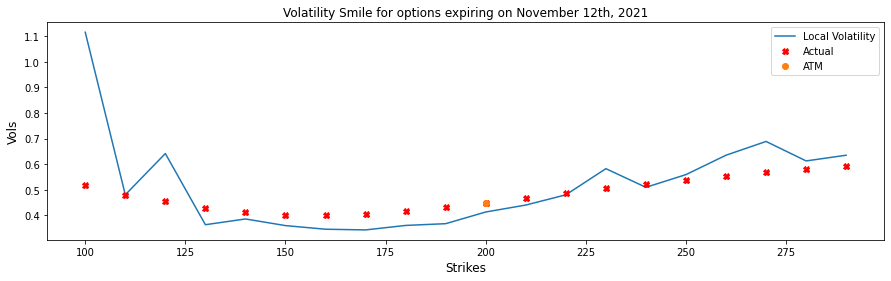 Volatility Smile for options expiring on November 12th, 2021
Local Volatility
Actual
ATM
Vols
1.1
1.0
0.9
0.8
0.7
0.6
0.5
0.4
100
125
150
175
200
225
250
275
Strikes